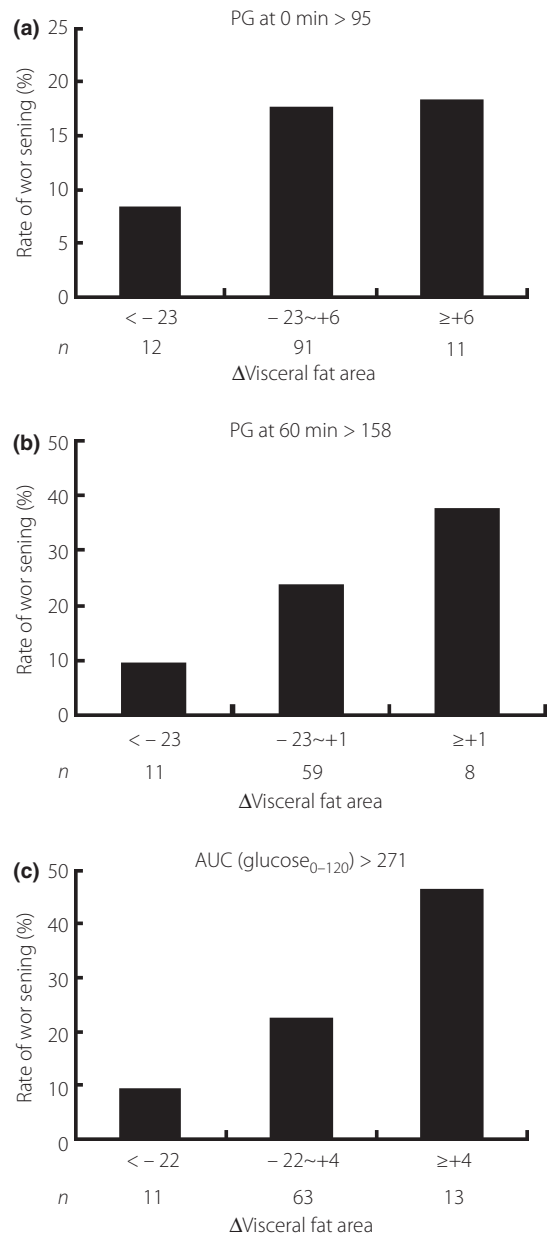 (a) PG at 0 min > 95
25
20
15
10
5
0
Rate of wor sening (%)
< – 23 – 23~+6 ≥+6
n 12 91 11
ΔVisceral fat area
(b) PG at 60 min > 158
50
40
30
20
10
0
Rate of wor sening (%)
< – 23 – 23~+1 ≥+1
n 11 59 8
ΔVisceral fat area
(c) AUC (glucose₀₋₁₂₀) > 271
50
40
30
20
10
0
Rate of wor sening (%)
< – 22 – 22~+4 ≥+4
n 11 63 13
ΔVisceral fat area